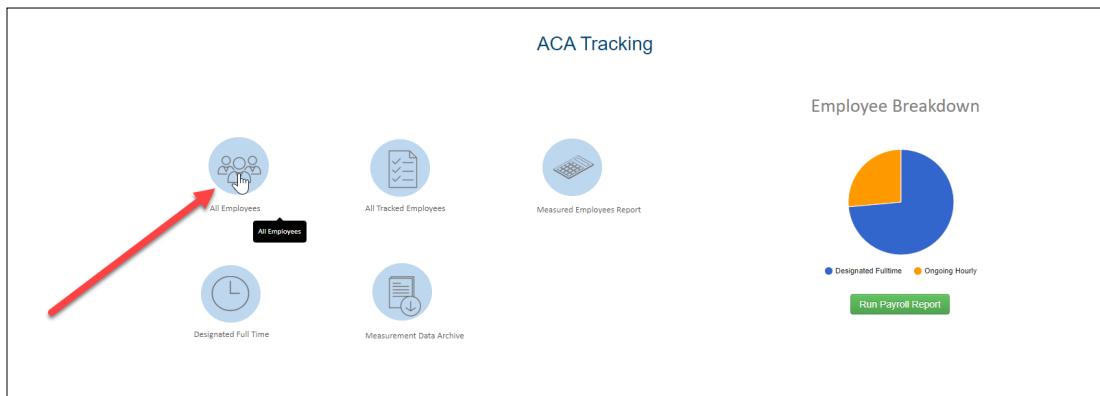 ACA Tracking
Employee Breakdown
All Employees
All Tracked Employees
Measured Employees Report
All Employees
Designated Fulltime
Ongoing Hourly
Run Payroll Report
Designated Full Time
Measurement Data Archive